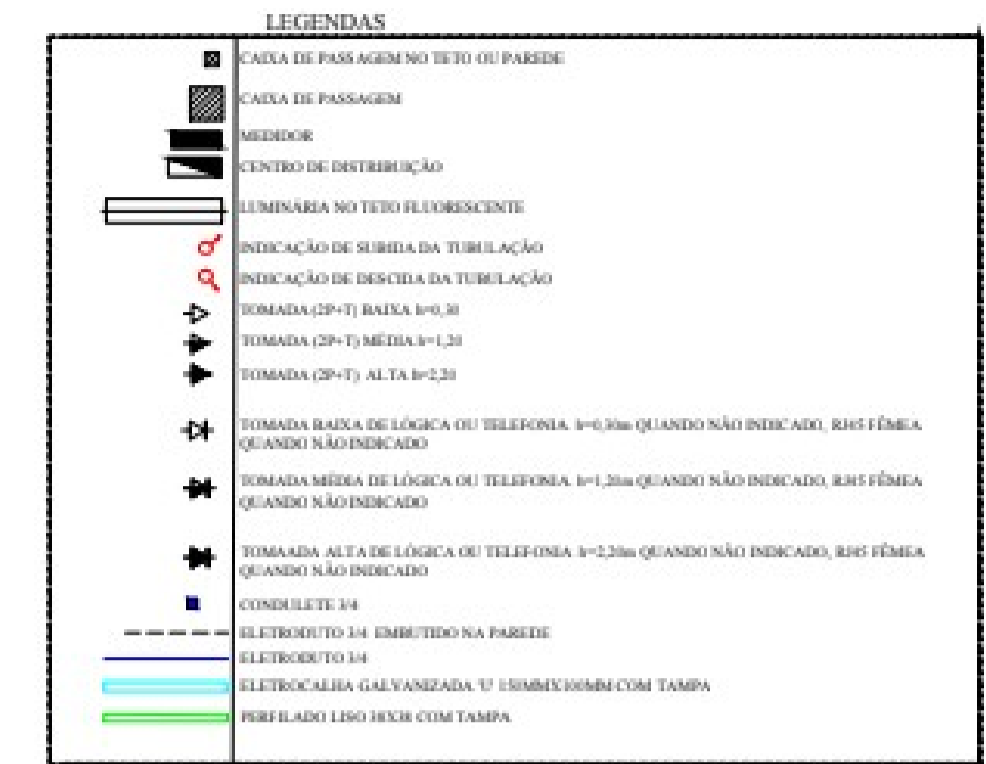 LEGENDAS
CAIXA DE PASSAGEM NO TETO OU PAREDE
CAIXA DE PASSAGEM
MEDIDOR
CENTRO DE DISTRIBUIÇÃO
LUMINÁRIA NO TETO FLUORESCENTE
INDICAÇÃO DE SUBIDA DA TUBULAÇÃO
INDICAÇÃO DE DESCIDA DA TUBULAÇÃO
TOMADA (2P+T) BAIXA h=0,30
TOMADA (2P+T) MÉDIA h=1,20
TOMADA (2P+T) ALTA h=2,20
TOMADA BAIXA DE LÓGICA OU TELEFONIA h=0,30m QUANDO NÃO INDICADO, RJ45 FÊMEA
QUANDO NÃO INDICADO
TOMADA MÉDIA DE LÓGICA OU TELEFONIA h=1,20m QUANDO NÃO INDICADO, RJ45 FÊMEA
QUANDO NÃO INDICADO
TOMAADA ALTA DE LÓGICA OU TELEFONIA h=2,20m QUANDO NÃO INDICADO, RJ45 FÊMEA
QUANDO NÃO INDICADO
CONDULETE 3/4
ELETRODUTO 3/4 EMBUTIDO NA PAREDE
ELETRODUTO 3/4
ELETROCALHA GALVANIZADA 'U' 150MMX100MM COM TAMPA
PERFILADO LISO 38X38 COM TAMPA